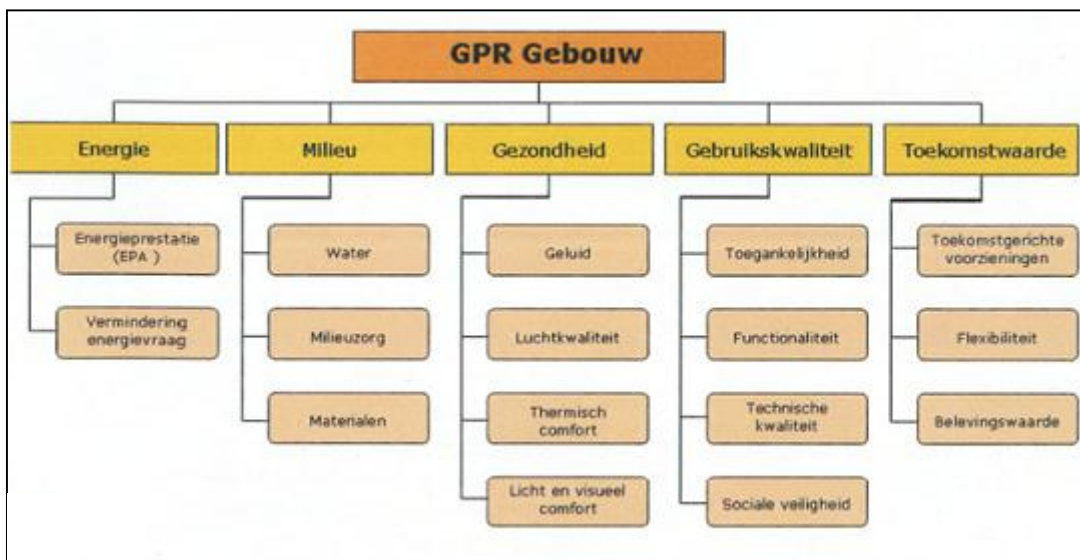 GPR Gebouw
Energie
Milieu
Gezondheid
Gebruikskwaliteit
Toekomstwaarde
Energieprestatie
(EPA )
Vermindering
energievraag
Water
Milieuzorg
Materialen
Geluid
Luchtkwaliteit
Thermisch
comfort
Licht en visueel
comfort
Toegankelijkheid
Functionaliteit
Technische
kwaliteit
Sociale veiligheid
Toekomstgerichte
voorzieningen
Flexibiliteit
Belevingswaarde